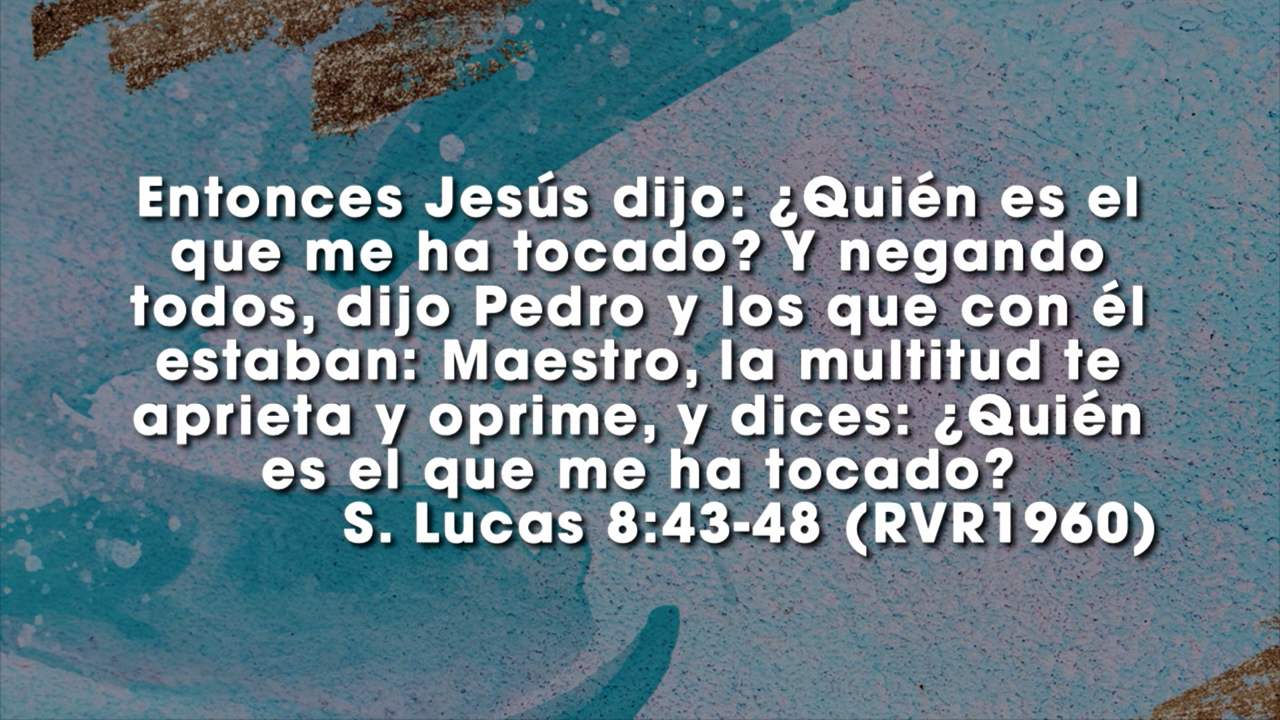 Entonces Jesús dijo: ¿Quién es el
que me ha tocado? Y negando
todos, dijo Pedro y los que con él
estaban: Maestro, la multitud te
aprieta y oprime, y dices: ¿Quién
es el que me ha tocado?
S. Lucas 8:43-48 (RVR1960)